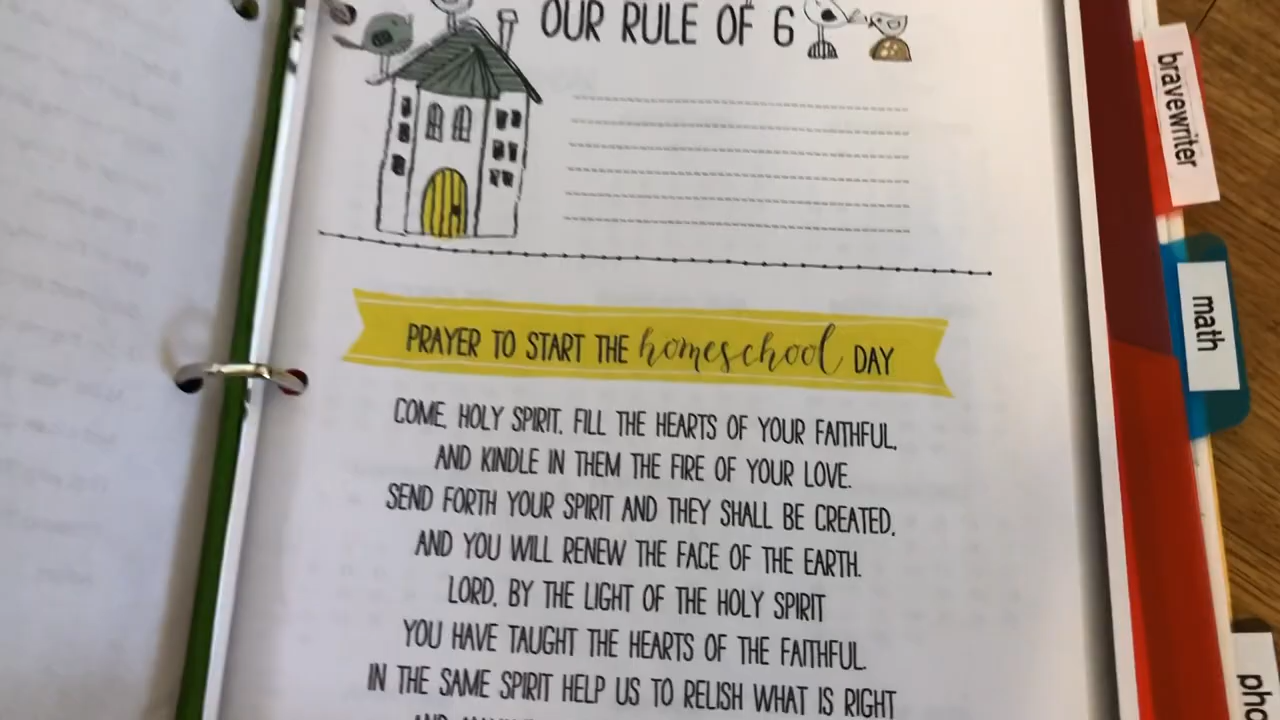 OUR RULE OF 6
PRAYER TO START THE homeschool DAY
COME, HOLY SPIRIT, FILL THE HEARTS OF YOUR FAITHFUL,
AND KINDLE IN THEM THE FIRE OF YOUR LOVE.
SEND FORTH YOUR SPIRIT AND THEY SHALL BE CREATED,
AND YOU WILL RENEW THE FACE OF THE EARTH.
LORD, BY THE LIGHT OF THE HOLY SPIRIT
YOU HAVE TAUGHT THE HEARTS OF THE FAITHFUL.
IN THE SAME SPIRIT HELP US TO RELISH WHAT IS RIGHT
bravewriter
math